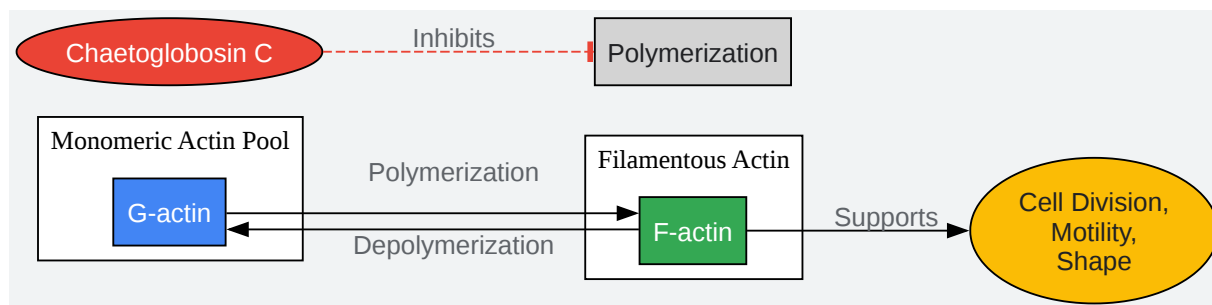 Chaetoglobosin C
Inhibits
Polymerization
Monomeric Actin Pool
G-actin
Polymerization
Depolymerization
Filamentous Actin
F-actin
Supports
Cell Division,
Motility,
Shape